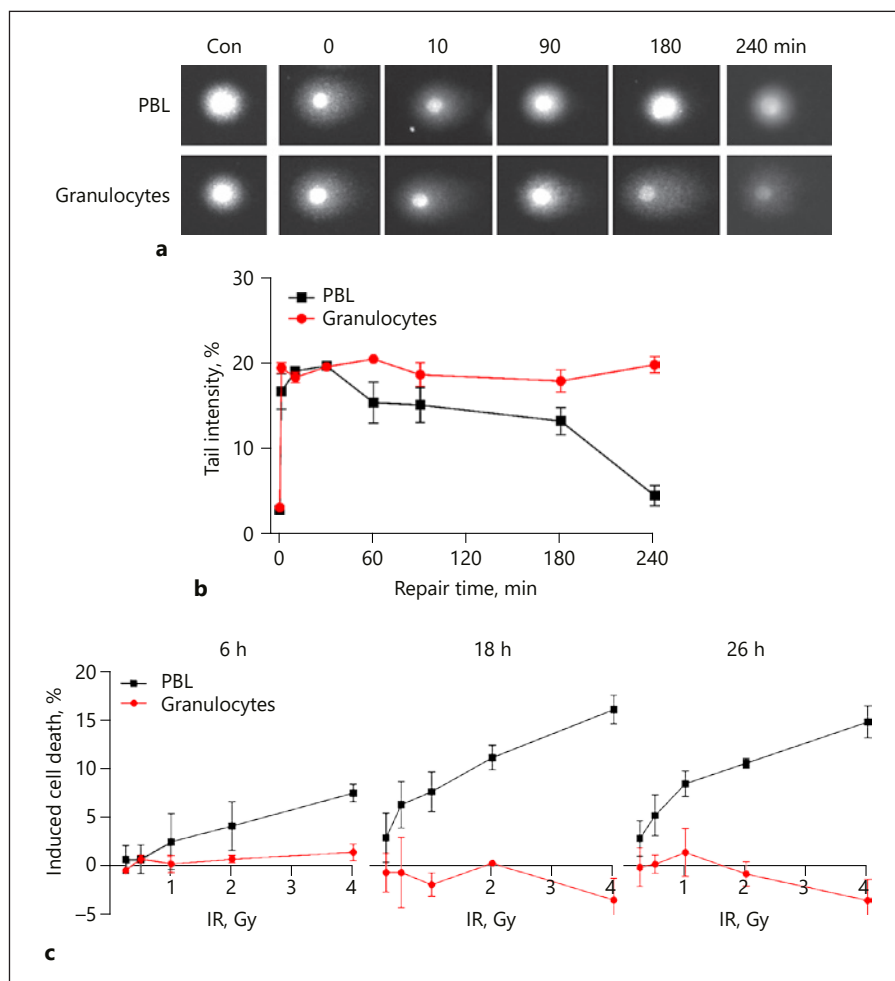 Con 0 10 90 180 240 min
PBL
Granulocytes
a
30
PBL
Granulocytes
20
10
0
Tail intensity, %
0 60 120 180 240
Repair time, min
b
6 h 18 h 26 h
20
PBL
Granulocytes
15
10
5
0
–5
Induced cell death, %
1 2 3 4 2 3 4 1 2 3 4
IR, Gy IR, Gy IR, Gy
c